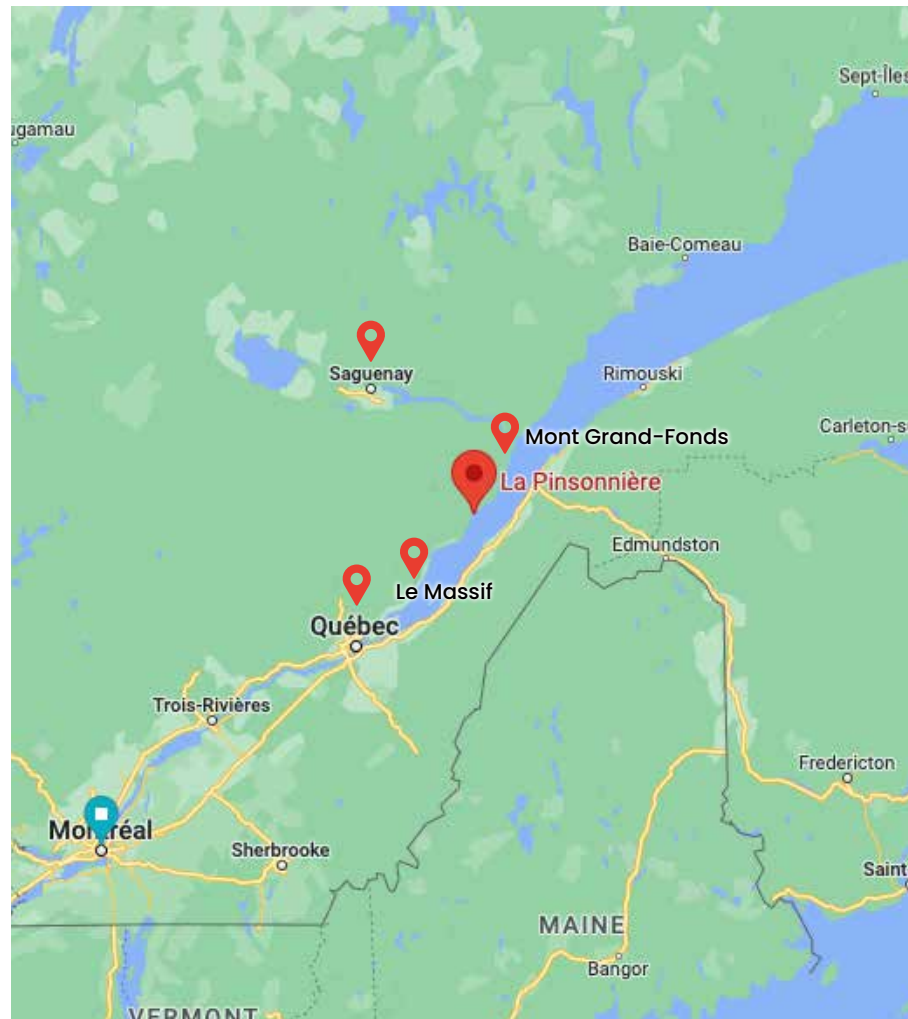 Sept-Îles
ugamau
Baie-Comeau
Saguenay
Rimouski
Carleton-s
Mont Grand-Fonds
La Pinsonnière
Edmundston
Le Massif
Québec
Trois-Rivières
Fredericton
Montréal
Sherbrooke
Saint
MAINE
Bangor
VERMONT